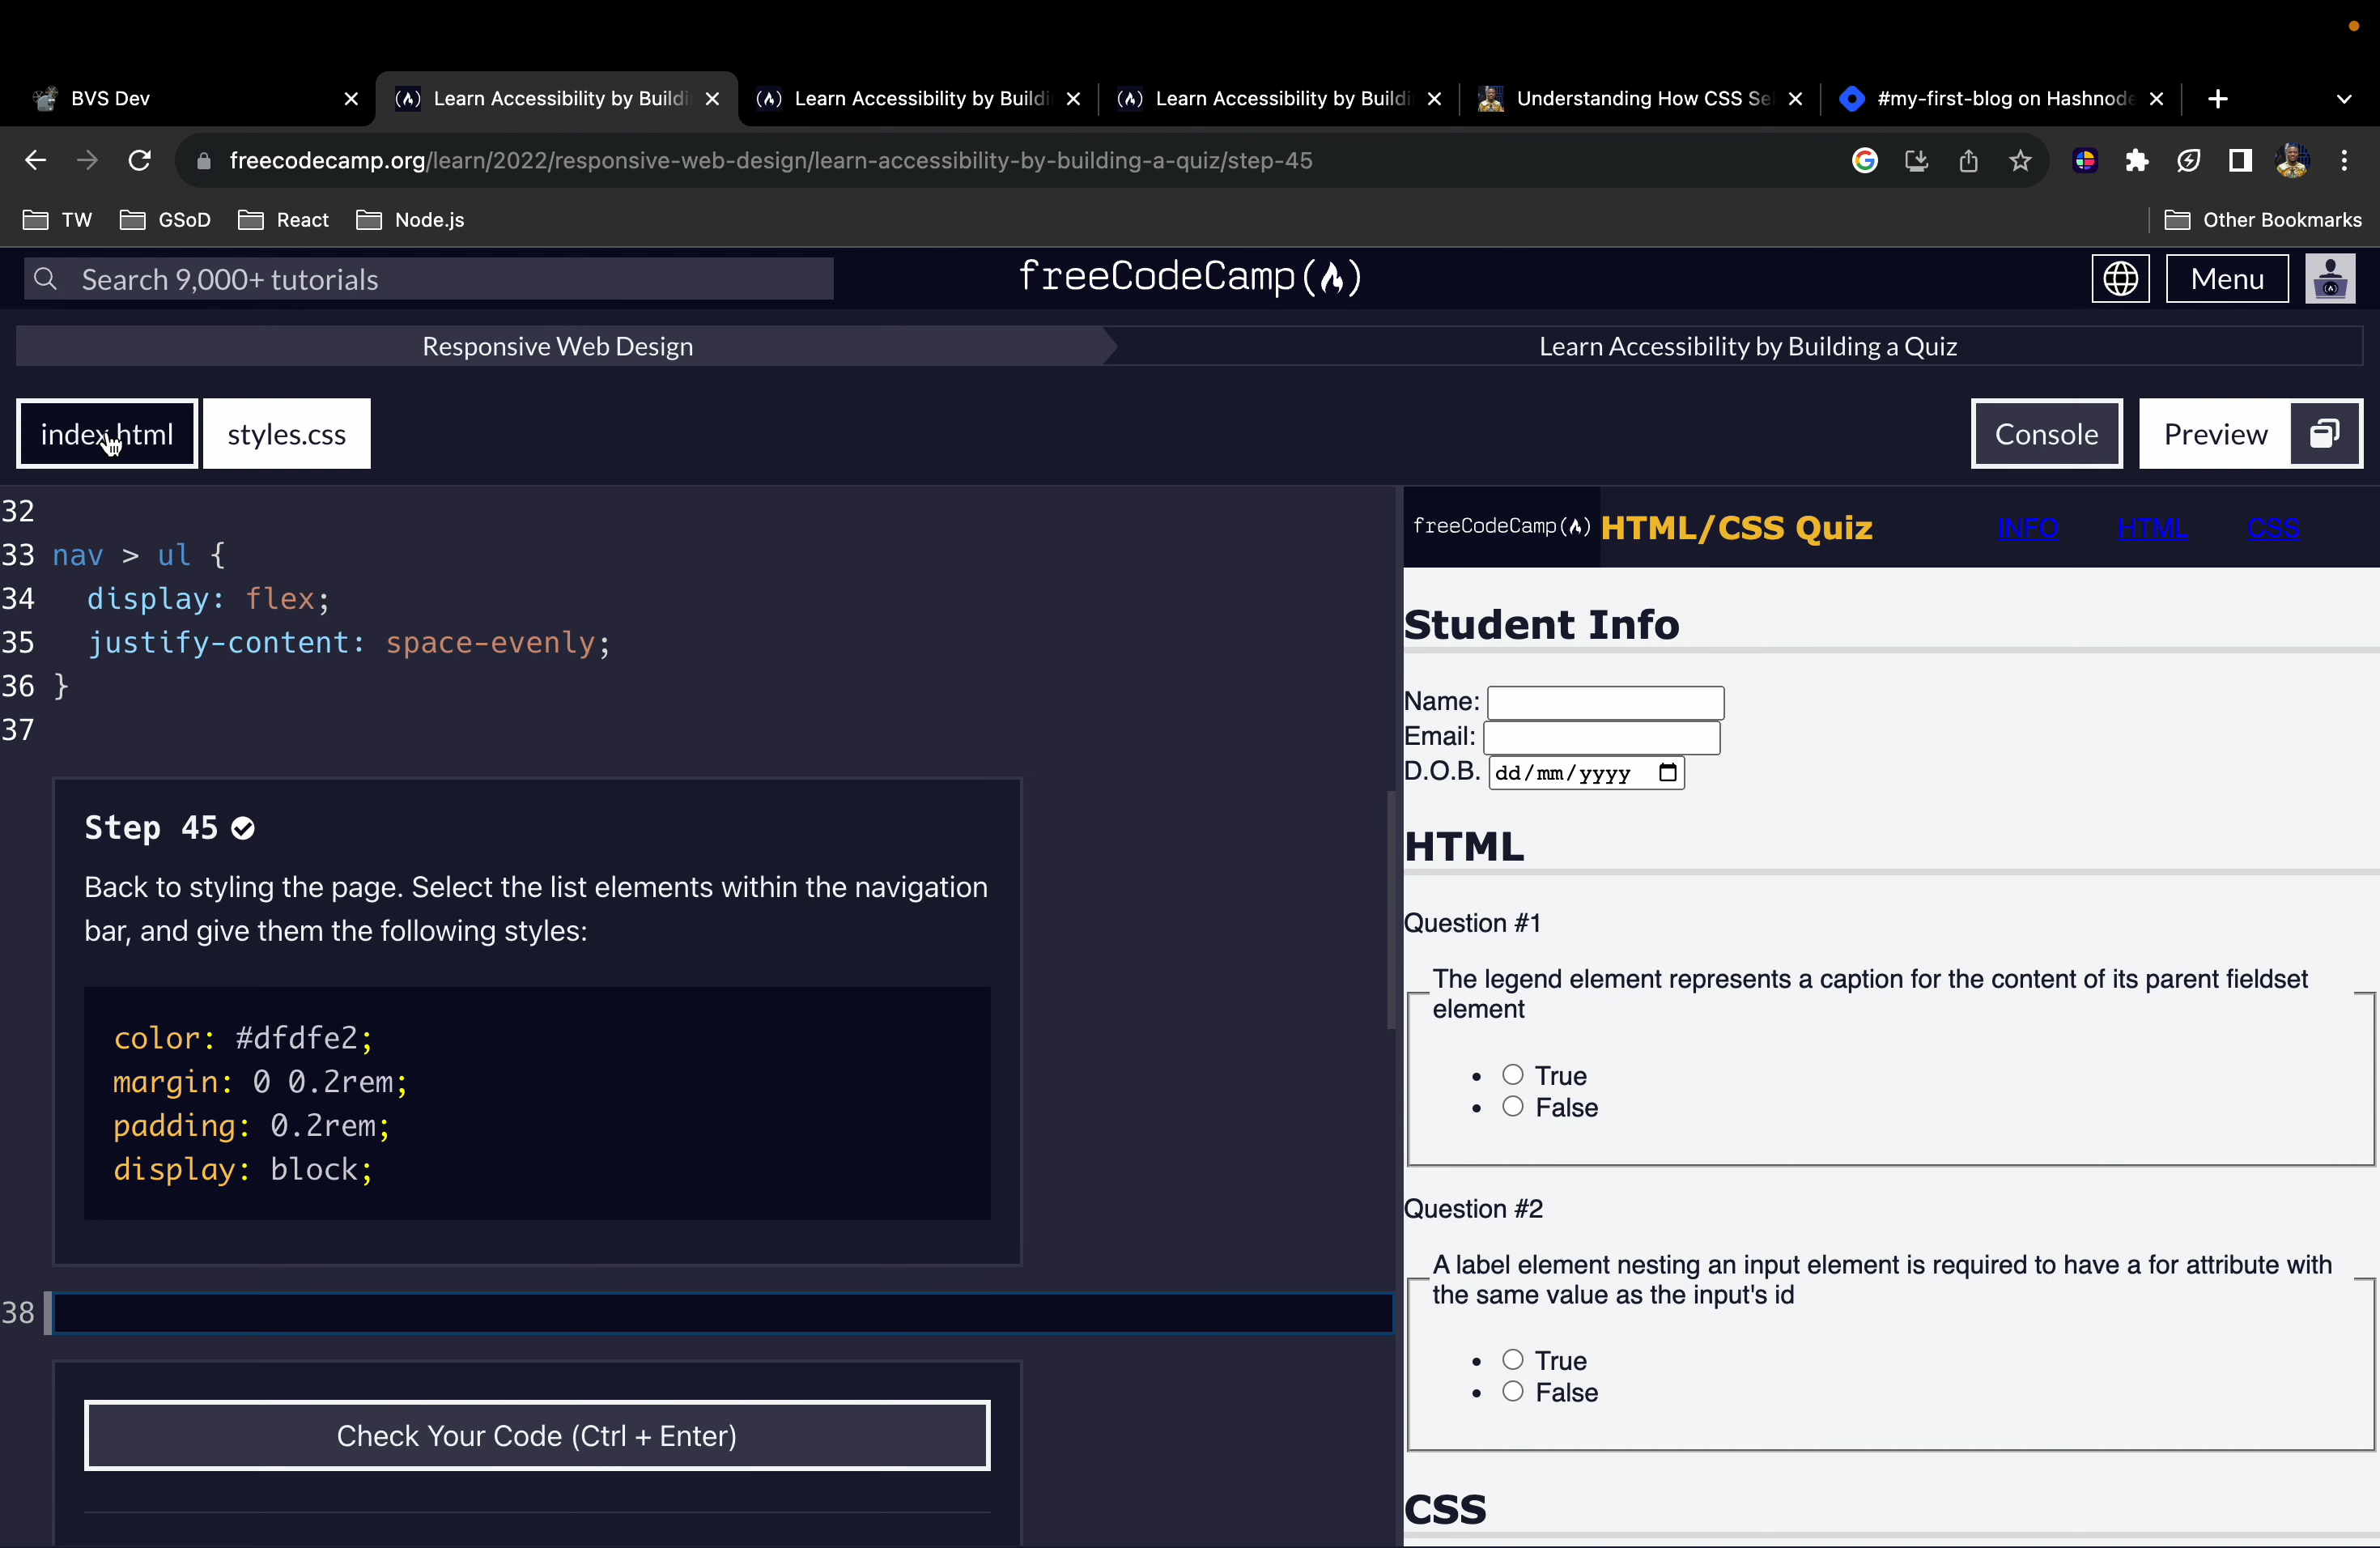 BVS Dev
Learn Accessibility by Buildi
Learn Accessibility by Buildi
Learn Accessibility by Buildi
Understanding How CSS Se
#my-first-blog on Hashnode
freecodecamp.org/learn/2022/responsive-web-design/learn-accessibility-by-building-a-quiz/step-45
TW
GSoD
React
Node.js
Other Bookmarks
Search 9,000+ tutorials
freeCodeCamp
Menu
Responsive Web Design
Learn Accessibility by Building a Quiz
index.html
styles.css
Console
Preview
32
33 nav > ul {
34 display: flex;
35 justify-content: space-evenly;
36 }
37
Step 45
Back to styling the page. Select the list elements within the navigation
bar, and give them the following styles:
color: #dfdfe2;
margin: 0 0.2rem;
padding: 0.2rem;
display: block;
38
Check Your Code (Ctrl + Enter)
freeCodeCamp
HTML/CSS Quiz
INFO
HTML
CSS
Student Info
Name:
Email:
D.O.B. dd/mm/yyyy
HTML
Question #1
The legend element represents a caption for the content of its parent fieldset
element
True
False
Question #2
A label element nesting an input element is required to have a for attribute with
the same value as the input's id
True
False
CSS